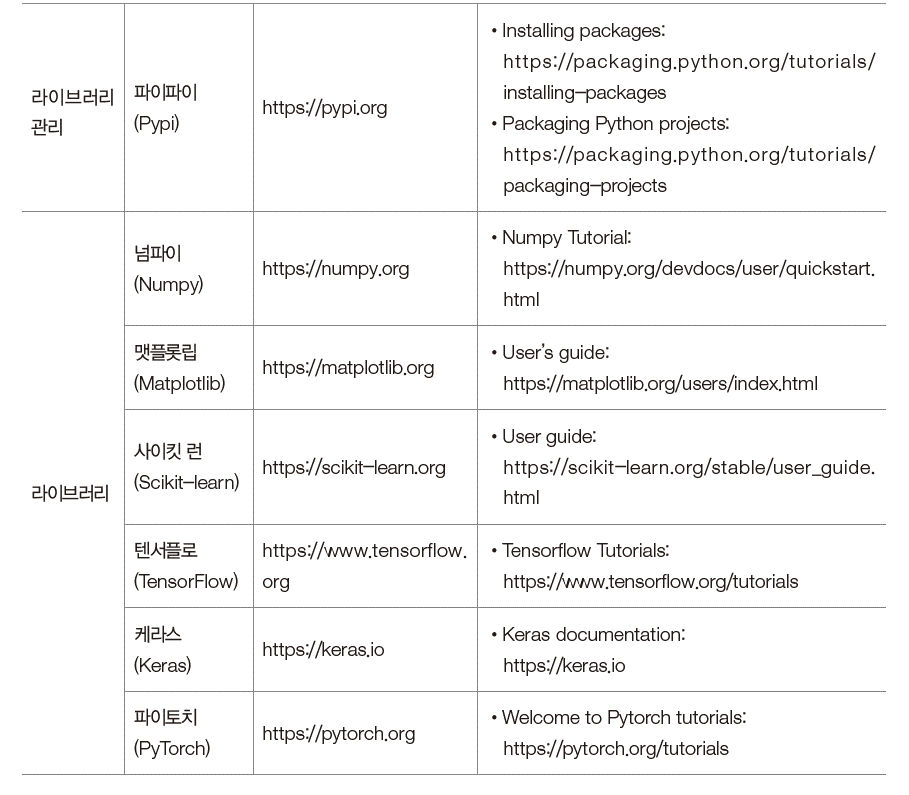 라이브러리
관리
파이파이
(Pypi)
https://pypi.org
• Installing packages:
https://packaging.python.org/tutorials/
installing-packages
• Packaging Python projects:
https://packaging.python.org/tutorials/
packaging-projects
라이브러리
넘파이
(Numpy)
https://numpy.org
• Numpy Tutorial:
https://numpy.org/devdocs/user/quickstart.
html
맷플롯립
(Matplotlib)
https://matplotlib.org
• User's guide:
https://matplotlib.org/users/index.html
사이킷 런
(Scikit-learn)
https://scikit-learn.org
• User guide:
https://scikit-learn.org/stable/user_guide.
html
텐서플로
(TensorFlow)
https://www.tensorflow.
org
• Tensorflow Tutorials:
https://www.tensorflow.org/tutorials
케라스
(Keras)
https://keras.io
• Keras documentation:
https://keras.io
파이토치
(PyTorch)
https://pytorch.org
• Welcome to Pytorch tutorials:
https://pytorch.org/tutorials